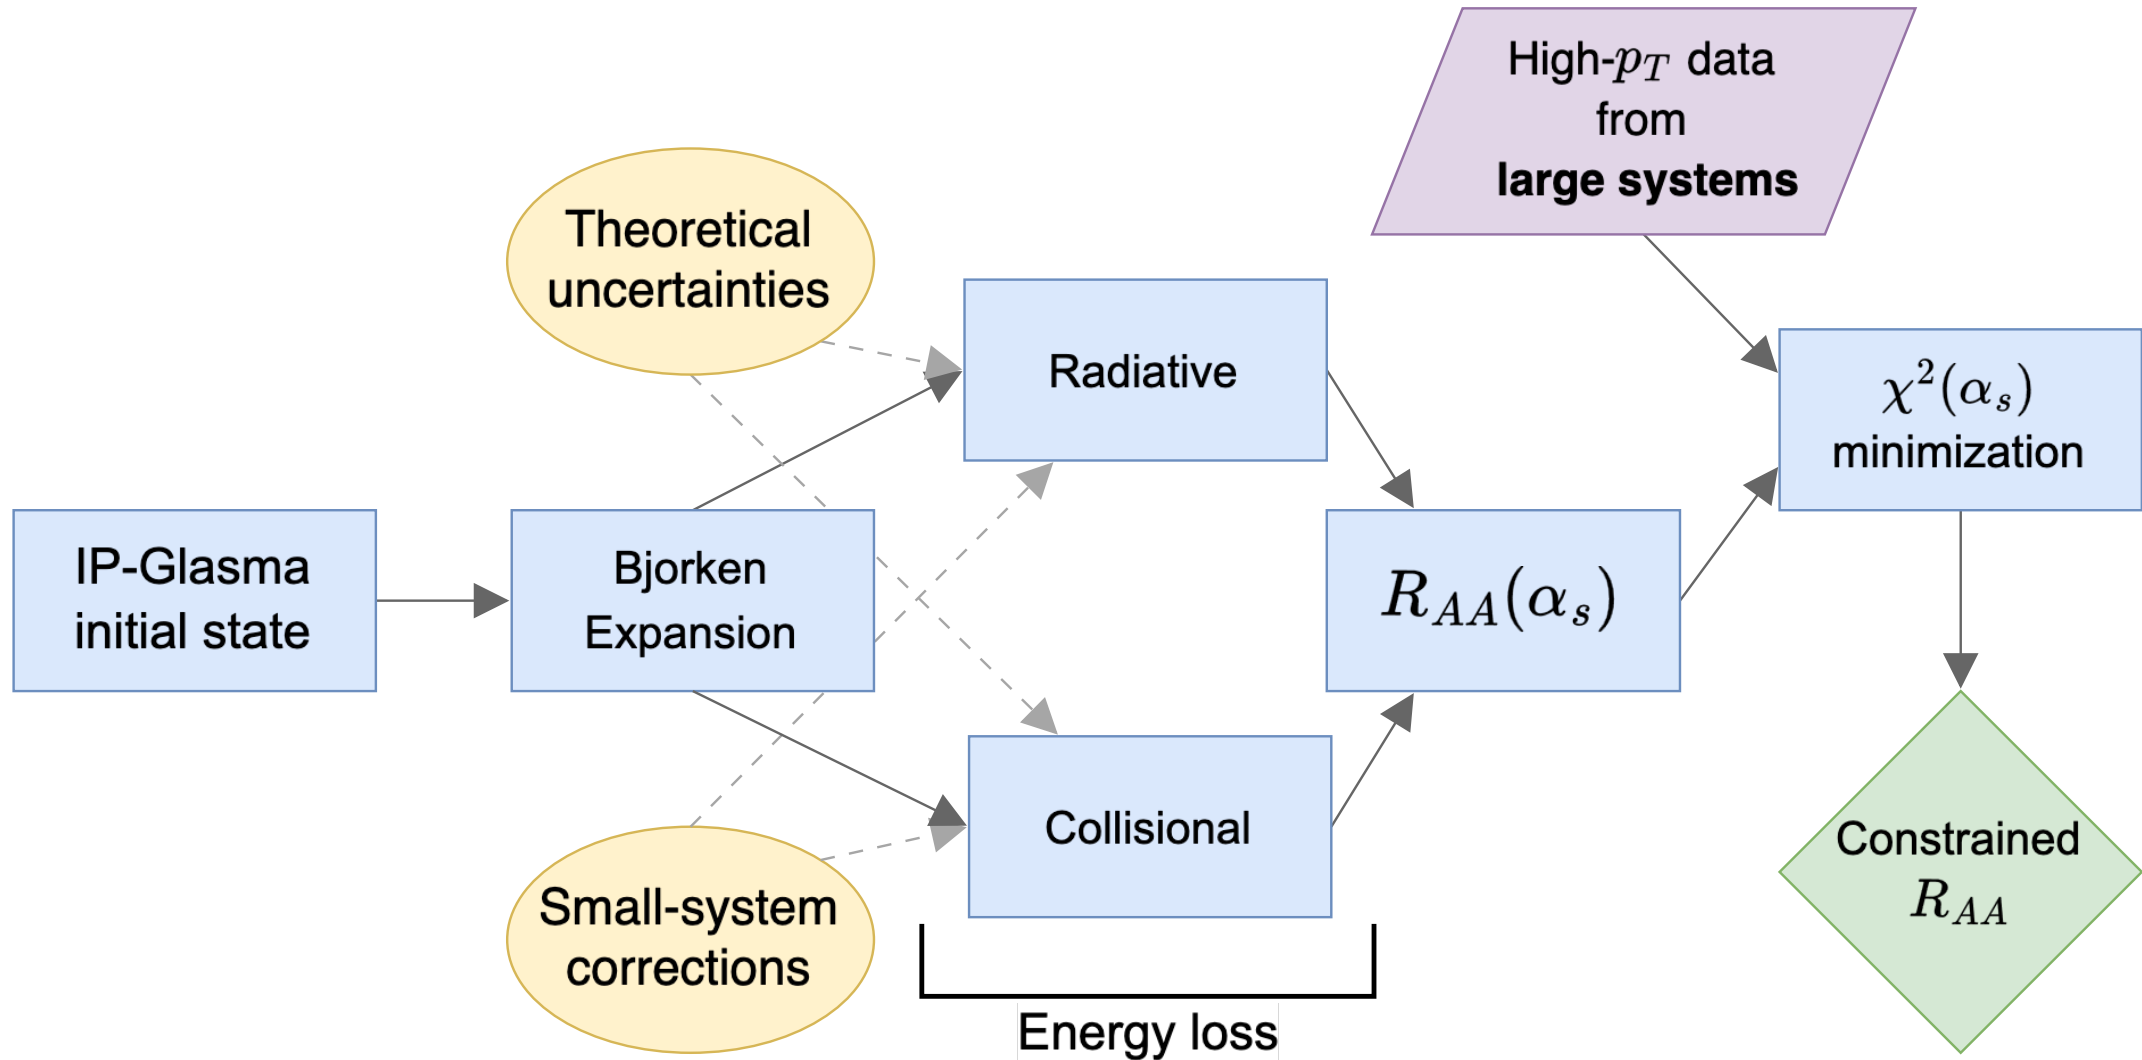 High-$p_T$ data
from
large systems
Theoretical
uncertainties
Radiative
$\chi^2(\alpha_s)$
minimization
IP-Glasma
initial state
Bjorken
Expansion
$R_{AA}(\alpha_s)$
Collisional
Constrained
$R_{AA}$
Small-system
corrections
Energy loss